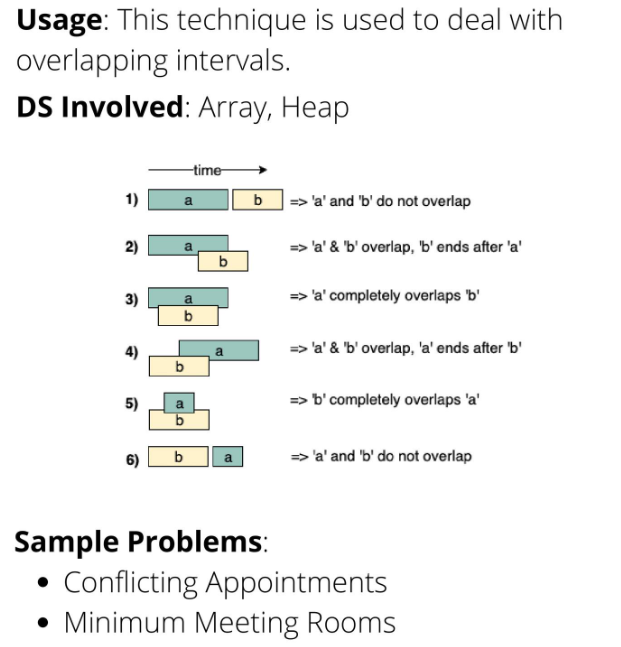 Usage: This technique is used to deal with
overlapping intervals.
DS Involved: Array, Heap
time
1) a b => 'a' and 'b' do not overlap
2) a b => 'a' & 'b' overlap, 'b' ends after 'a'
3) a b => 'a' completely overlaps 'b'
4) a b => 'a' & 'b' overlap, 'a' ends after 'b'
5) a b => 'b' completely overlaps 'a'
6) b a => 'a' and 'b' do not overlap
Sample Problems:
• Conflicting Appointments
• Minimum Meeting Rooms